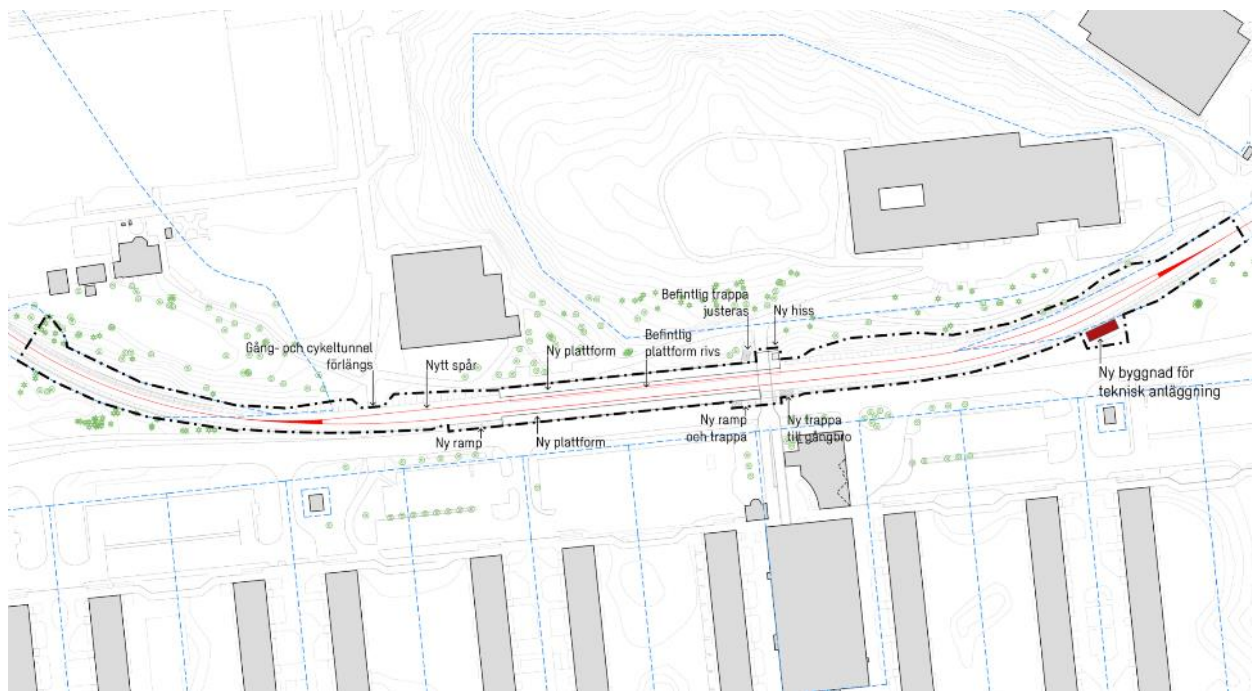 Befintlig trappa
justeras
Ny hiss
Gång- och cykeltunnel
förlängs
Nytt spår
Ny plattform
Befintlig
plattform rivs
Ny ramp
Ny plattform
Ny ramp
och trappa
Ny trappa
till gångbro
Ny byggnad för
teknisk anläggning